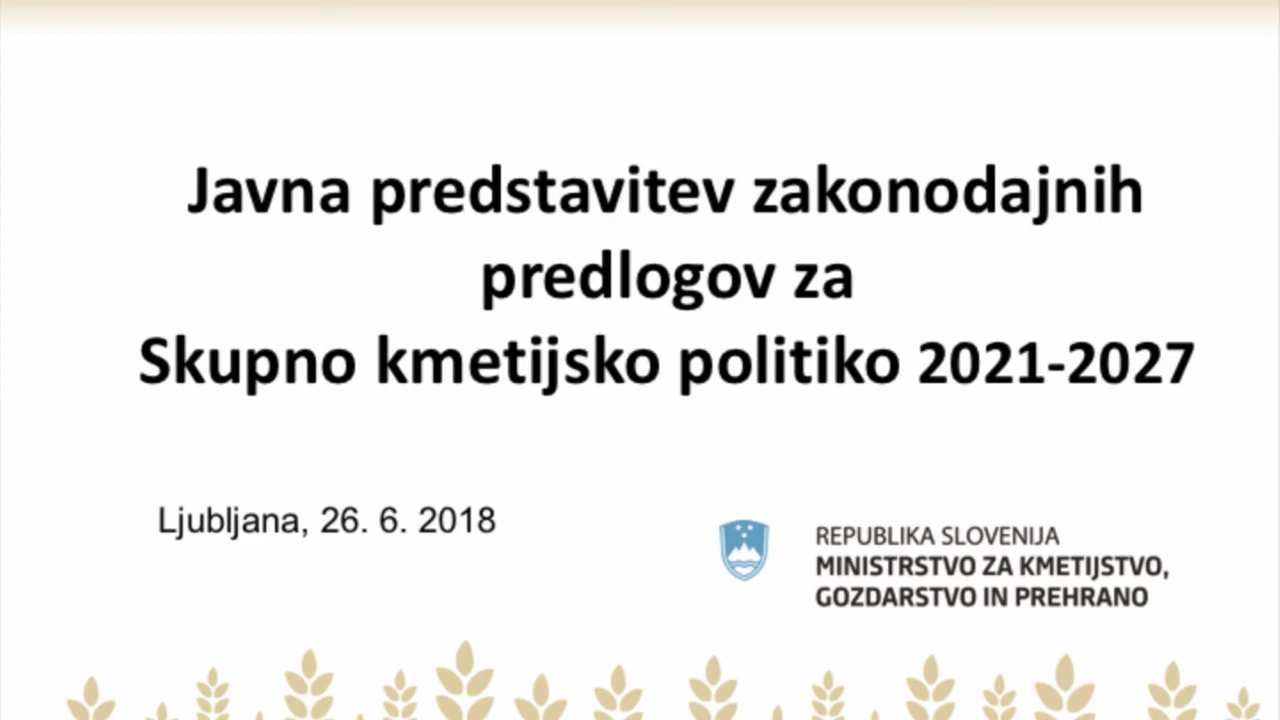 Javna predstavitev zakonodajnih
predlogov za
Skupno kmetijsko politiko 2021-2027
Ljubljana, 26. 6. 2018
REPUBLIKA SLOVENIJA
MINISTRSTVO ZA KMETIJSTVO,
GOZDARSTVO IN PREHRANO